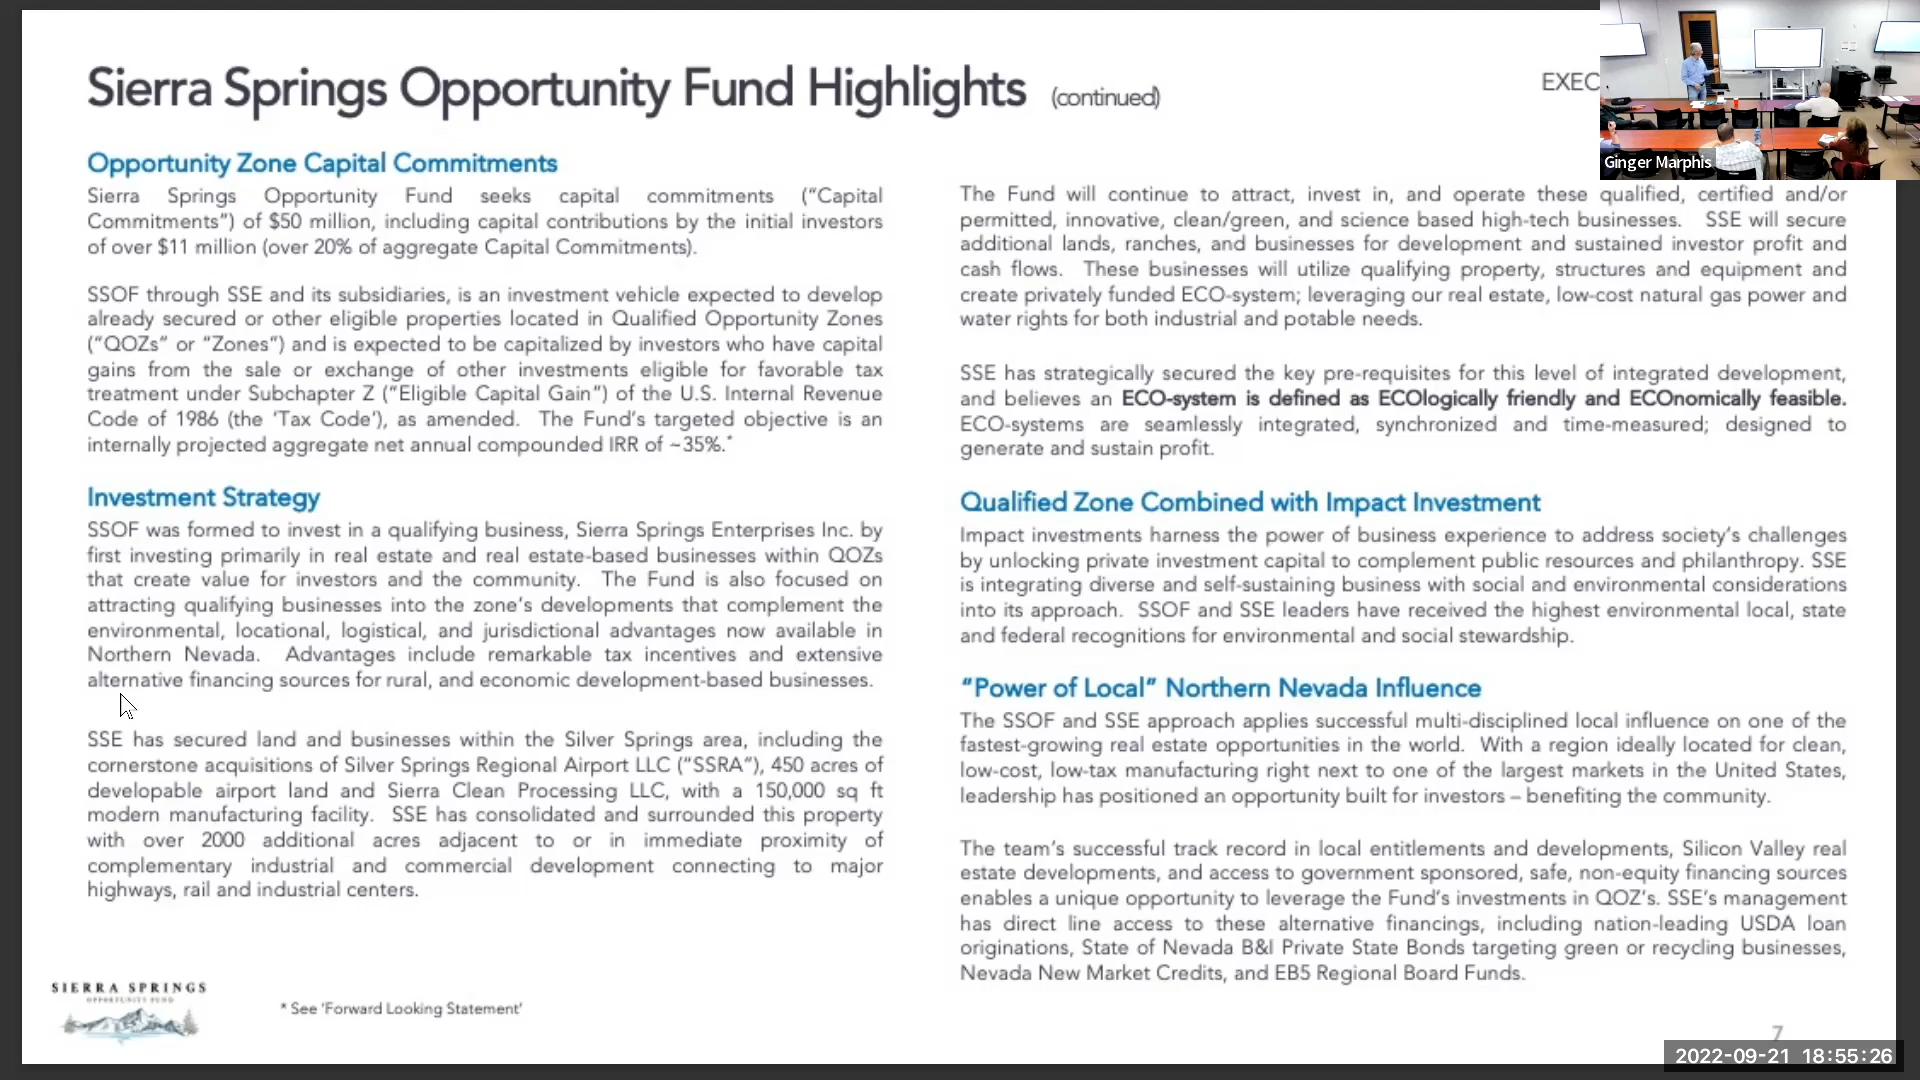 Sierra Springs Opportunity Fund Highlights (continued)
EXEC
Ginger Marphis
Opportunity Zone Capital Commitments
Sierra Springs Opportunity Fund seeks capital commitments (“Capital
Commitments”) of $50 million, including capital contributions by the initial investors
of over $11 million (over 20% of aggregate Capital Commitments).
SSOF through SSE and its subsidiaries, is an investment vehicle expected to develop
already secured or other eligible properties located in Qualified Opportunity Zones
(“QOZs” or “Zones”) and is expected to be capitalized by investors who have capital
gains from the sale or exchange of other investments eligible for favorable tax
treatment under Subchapter Z (“Eligible Capital Gain”) of the U.S. Internal Revenue
Code of 1986 (the ‘Tax Code’), as amended. The Fund’s targeted objective is an
internally projected aggregate net annual compounded IRR of ~35%.*
Investment Strategy
SSOF was formed to invest in a qualifying business, Sierra Springs Enterprises Inc. by
first investing primarily in real estate and real estate-based businesses within QOZs
that create value for investors and the community. The Fund is also focused on
attracting qualifying businesses into the zone’s developments that complement the
environmental, locational, logistical, and jurisdictional advantages now available in
Northern Nevada. Advantages include remarkable tax incentives and extensive
alternative financing sources for rural, and economic development-based businesses.
SSE has secured land and businesses within the Silver Springs area, including the
cornerstone acquisitions of Silver Springs Regional Airport LLC (“SSRA”), 450 acres of
developable airport land and Sierra Clean Processing LLC, with a 150,000 sq ft
modern manufacturing facility. SSE has consolidated and surrounded this property
with over 2000 additional acres adjacent to or in immediate proximity of
complementary industrial and commercial development connecting to major
highways, rail and industrial centers.
The Fund will continue to attract, invest in, and operate these qualified, certified and/or
permitted, innovative, clean/green, and science based high-tech businesses. SSE will secure
additional lands, ranches, and businesses for development and sustained investor profit and
cash flows. These businesses will utilize qualifying property, structures and equipment and
create privately funded ECO-system; leveraging our real estate, low-cost natural gas power and
water rights for both industrial and potable needs.
SSE has strategically secured the key pre-requisites for this level of integrated development,
and believes an ECO-system is defined as ECOlogically friendly and ECOnomically feasible.
ECO-systems are seamlessly integrated, synchronized and time-measured; designed to
generate and sustain profit.
Qualified Zone Combined with Impact Investment
Impact investments harness the power of business experience to address society’s challenges
by unlocking private investment capital to complement public resources and philanthropy. SSE
is integrating diverse and self-sustaining business with social and environmental considerations
into its approach. SSOF and SSE leaders have received the highest environmental local, state
and federal recognitions for environmental and social stewardship.
“Power of Local” Northern Nevada Influence
The SSOF and SSE approach applies successful multi-disciplined local influence on one of the
fastest-growing real estate opportunities in the world. With a region ideally located for clean,
low-cost, low-tax manufacturing right next to one of the largest markets in the United States,
leadership has positioned an opportunity built for investors – benefiting the community.
The team’s successful track record in local entitlements and developments, Silicon Valley real
estate developments, and access to government sponsored, safe, non-equity financing sources
enables a unique opportunity to leverage the Fund’s investments in QOZ’s. SSE’s management
has direct line access to these alternative financings, including nation-leading USDA loan
originations, State of Nevada B&I Private State Bonds targeting green or recycling businesses,
Nevada New Market Credits, and EB5 Regional Board Funds.
SIERRA SPRINGS
OPPORTUNITY FUND
* See ‘Forward Looking Statement’
7
2022-09-21 18:55:26